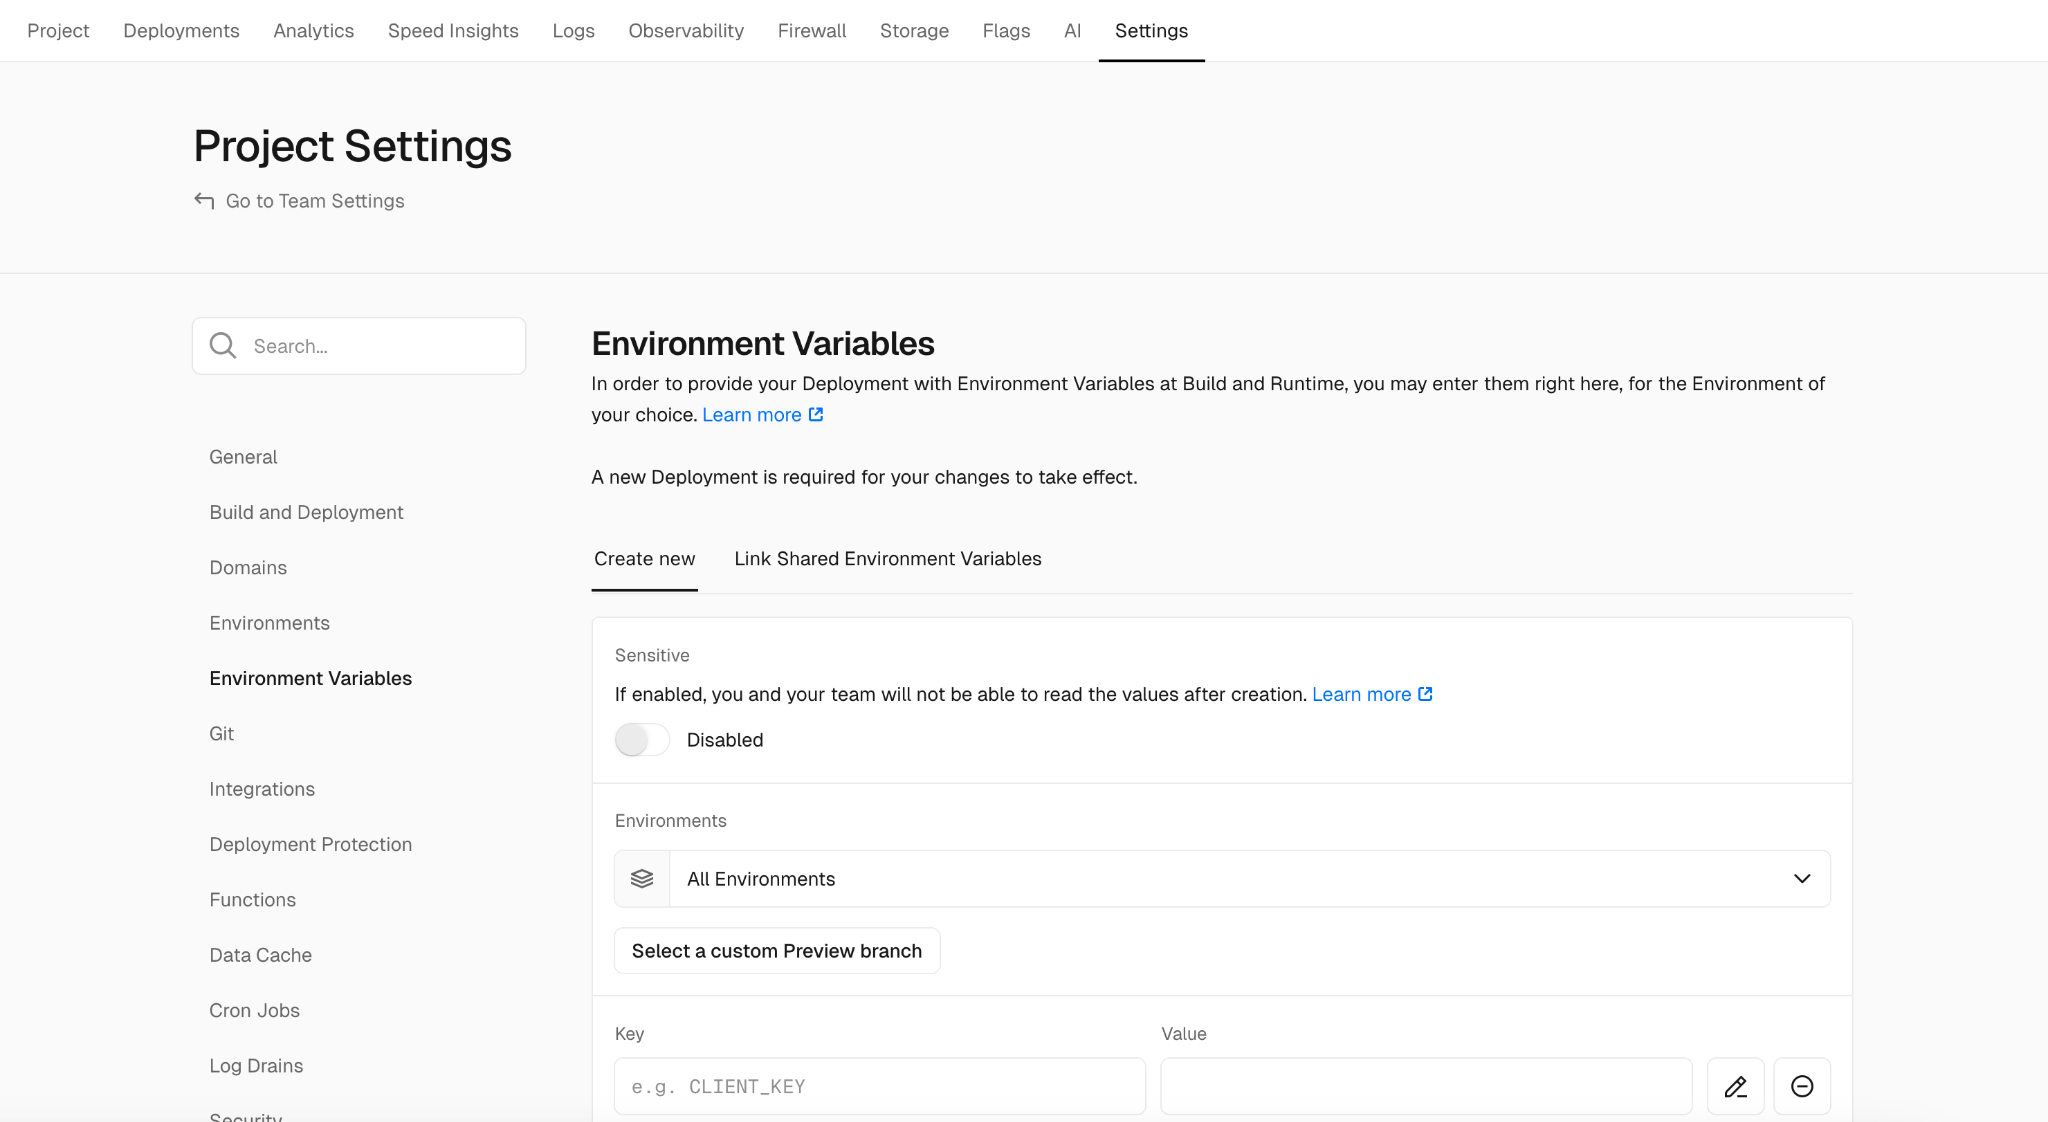 Project Deployments Analytics Speed Insights Logs Observability Firewall Storage Flags AI Settings
Project Settings
Go to Team Settings
Search...
General
Build and Deployment
Domains
Environments
Environment Variables
Git
Integrations
Deployment Protection
Functions
Data Cache
Cron Jobs
Log Drains
Security
Environment Variables
In order to provide your Deployment with Environment Variables at Build and Runtime, you may enter them right here, for the Environment of
your choice. Learn more
A new Deployment is required for your changes to take effect.
Create new Link Shared Environment Variables
Sensitive
If enabled, you and your team will not be able to read the values after creation. Learn more
Disabled
Environments
All Environments
Select a custom Preview branch
Key Value
e.g. CLIENT_KEY